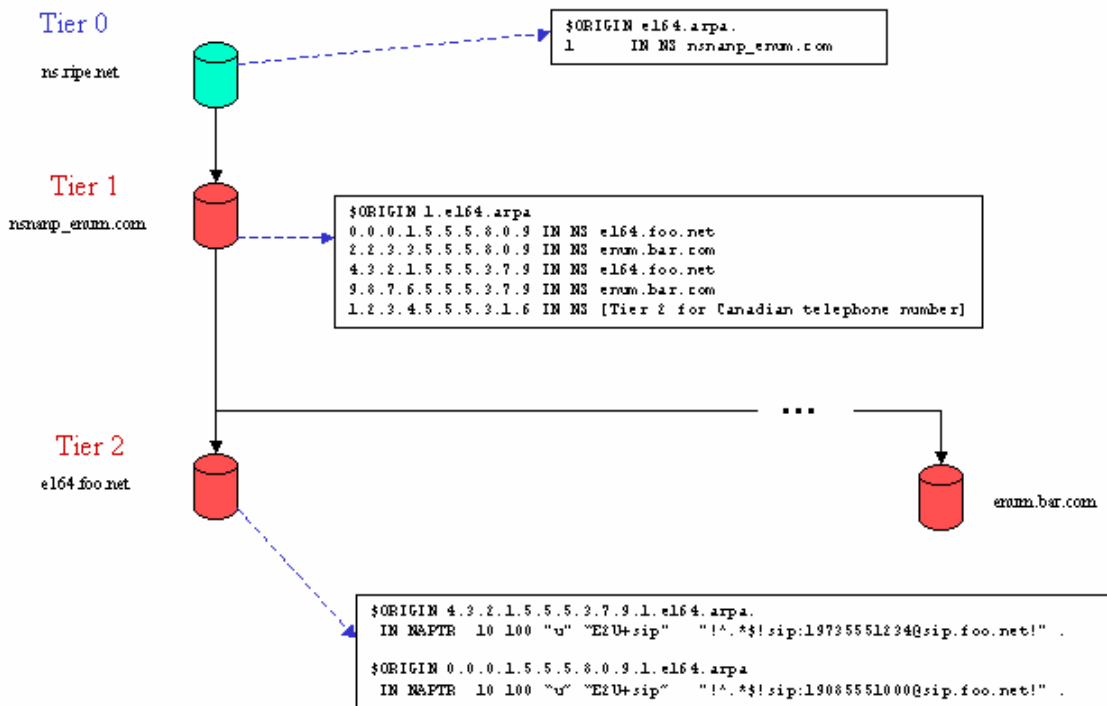 Tier 0
ns.ripe.net
$ORIGIN e164.arpa.
1 IN NS nsnanp_enum.com
Tier 1
nsnanp_enum.com
$ORIGIN 1.e164.arpa
0.0.0.1.5.5.5.8.0.9 IN NS e164.foo.net
2.2.3.3.5.5.5.8.0.9 IN NS enum.bar.com
4.3.2.1.5.5.5.3.7.9 IN NS e164.foo.net
9.8.7.6.5.5.5.3.7.9 IN NS enum.bar.com
1.2.3.4.5.5.5.3.1.6 IN NS [Tier 2 for Canadian telephone number]
...
Tier 2
e164.foo.net
enum.bar.com
$ORIGIN 4.3.2.1.5.5.5.3.7.9.1.e164.arpa.
IN NAPTR 10 100 "u" "E2U+sip" "!^.*$!sip:19735551234@sip.foo.net!" .
$ORIGIN 0.0.0.1.5.5.5.8.0.9.1.e164.arpa
IN NAPTR 10 100 "u" "E2U+sip" "!^.*$!sip:19085551000@sip.foo.net!" .